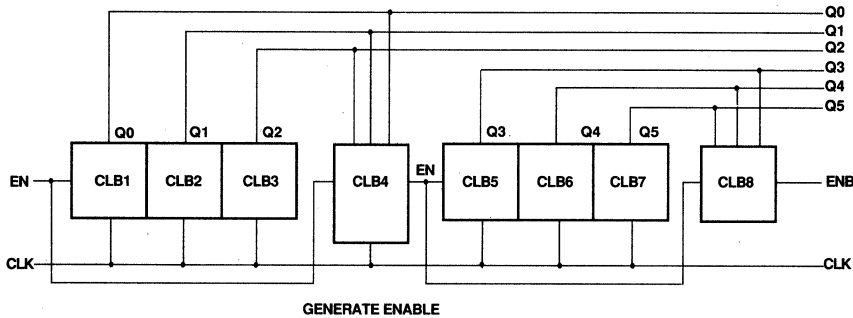 Q0
Q1
Q2
Q3
Q4
Q5
Q0 Q1 Q2 Q3 Q4 Q5
EN CLB1 CLB2 CLB3 CLB4 EN CLB5 CLB6 CLB7 CLB8 ENB
CLK CLK
GENERATE ENABLE